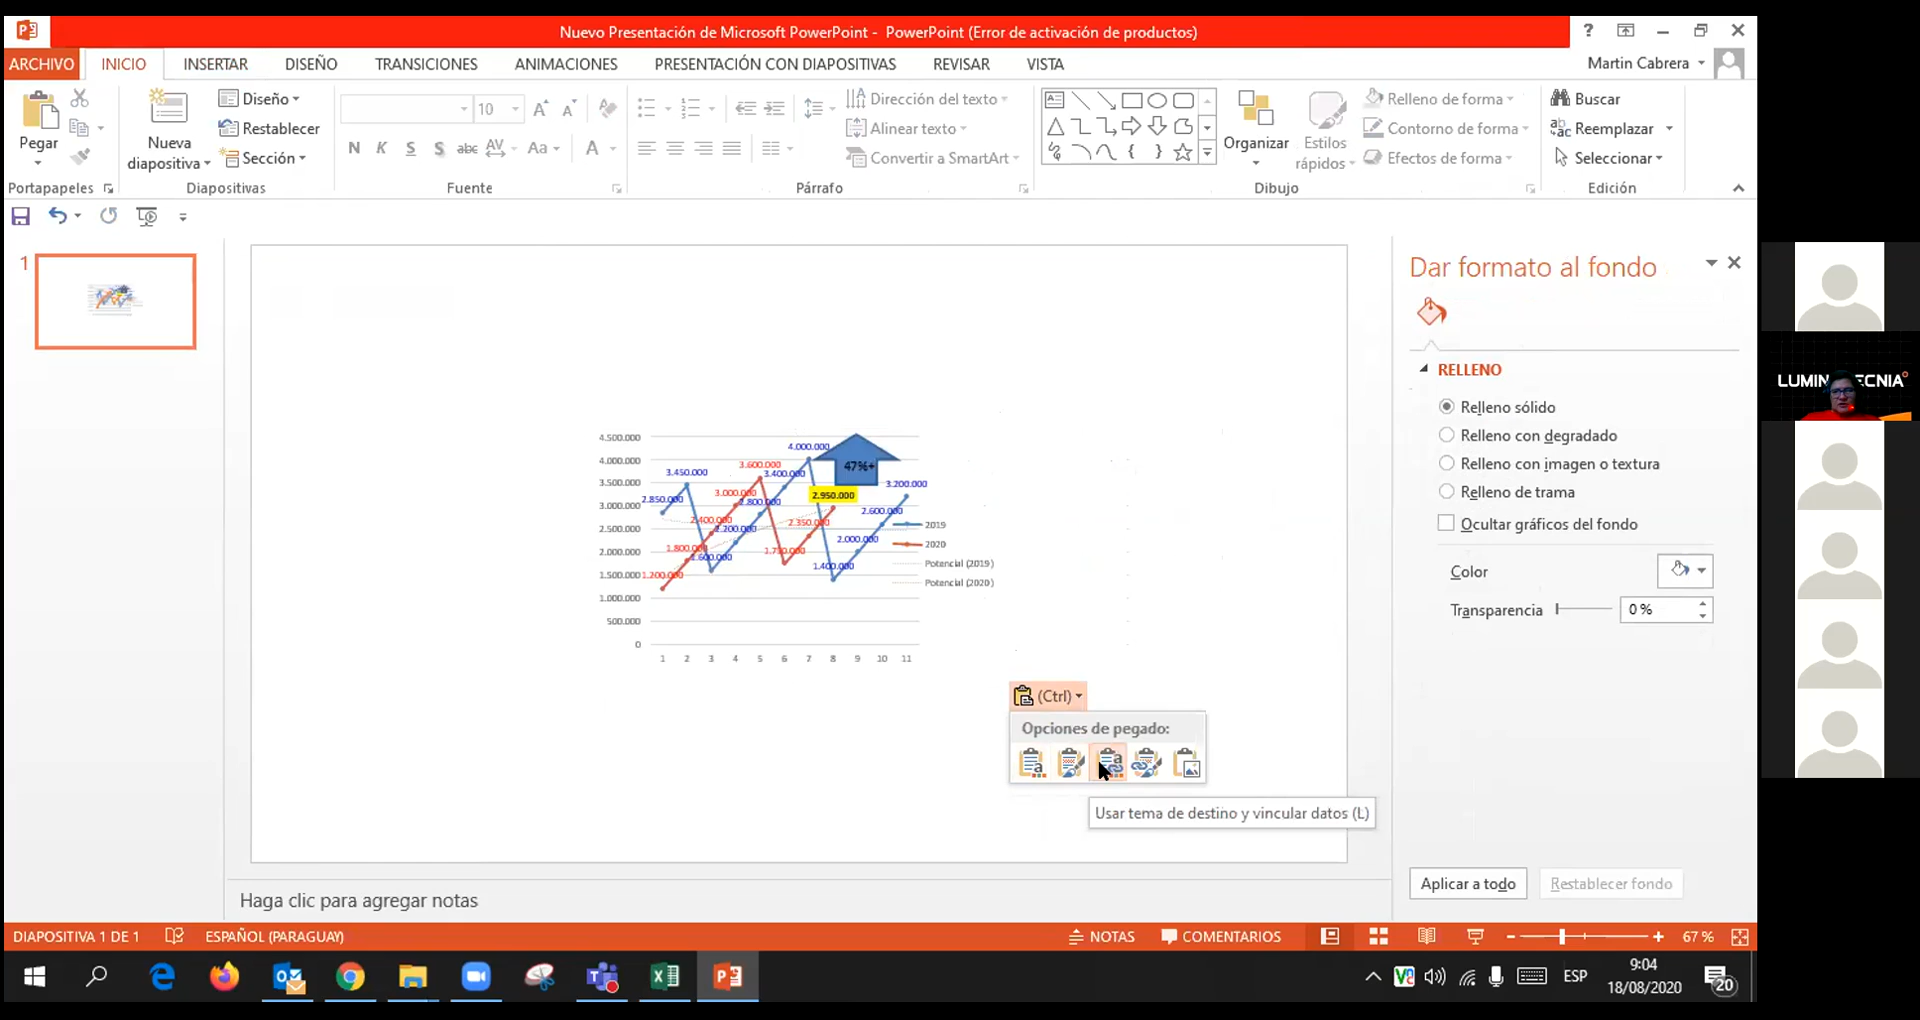 Nuevo Presentación de Microsoft PowerPoint - PowerPoint (Error de activación de productos)
ARCHIVO INICIO INSERTAR DISEÑO TRANSICIONES ANIMACIONES PRESENTACIÓN CON DIAPOSITIVAS REVISAR VISTA Martin Cabrera
Pegar
Portapapeles
Nueva diapositiva
Diseño
Restablecer
Sección
Diapositivas
10
N K S S abc AV Aa A
Fuente
Dirección del texto
Alinear texto
Convertir a SmartArt
Párrafo
Organizar
Estilos rápidos
Relleno de forma
Contorno de forma
Efectos de forma
Dibujo
Buscar
Reemplazar
Seleccionar
Edición
1
4.500.000
4.000.000
3.500.000
3.000.000
2.500.000
2.000.000
1.500.000
1.000.000
500.000
0
1 2 3 4 5 6 7 8 9 10 11
2.850.000
3.450.000
1.600.000
2.200.000
2.800.000
3.400.000
4.000.000
1.400.000
2.000.000
2.600.000
3.200.000
1.200.000
1.800.000
2.400.000
3.000.000
3.600.000
1.750.000
2.350.000
2.950.000
47%+
2019
2020
Potencial (2019)
Potencial (2020)
(Ctrl)
Opciones de pegado:
Usar tema de destino y vincular datos (L)
Dar formato al fondo
RELLENO
Relleno sólido
Relleno con degradado
Relleno con imagen o textura
Relleno de trama
Ocultar gráficos del fondo
Color
Transparencia 0 %
Aplicar a todo Restablecer fondo
Haga clic para agregar notas
DIAPOSITIVA 1 DE 1 ESPAÑOL (PARAGUAY) NOTAS COMENTARIOS 67 %
ESP
9:04
18/08/2020
20